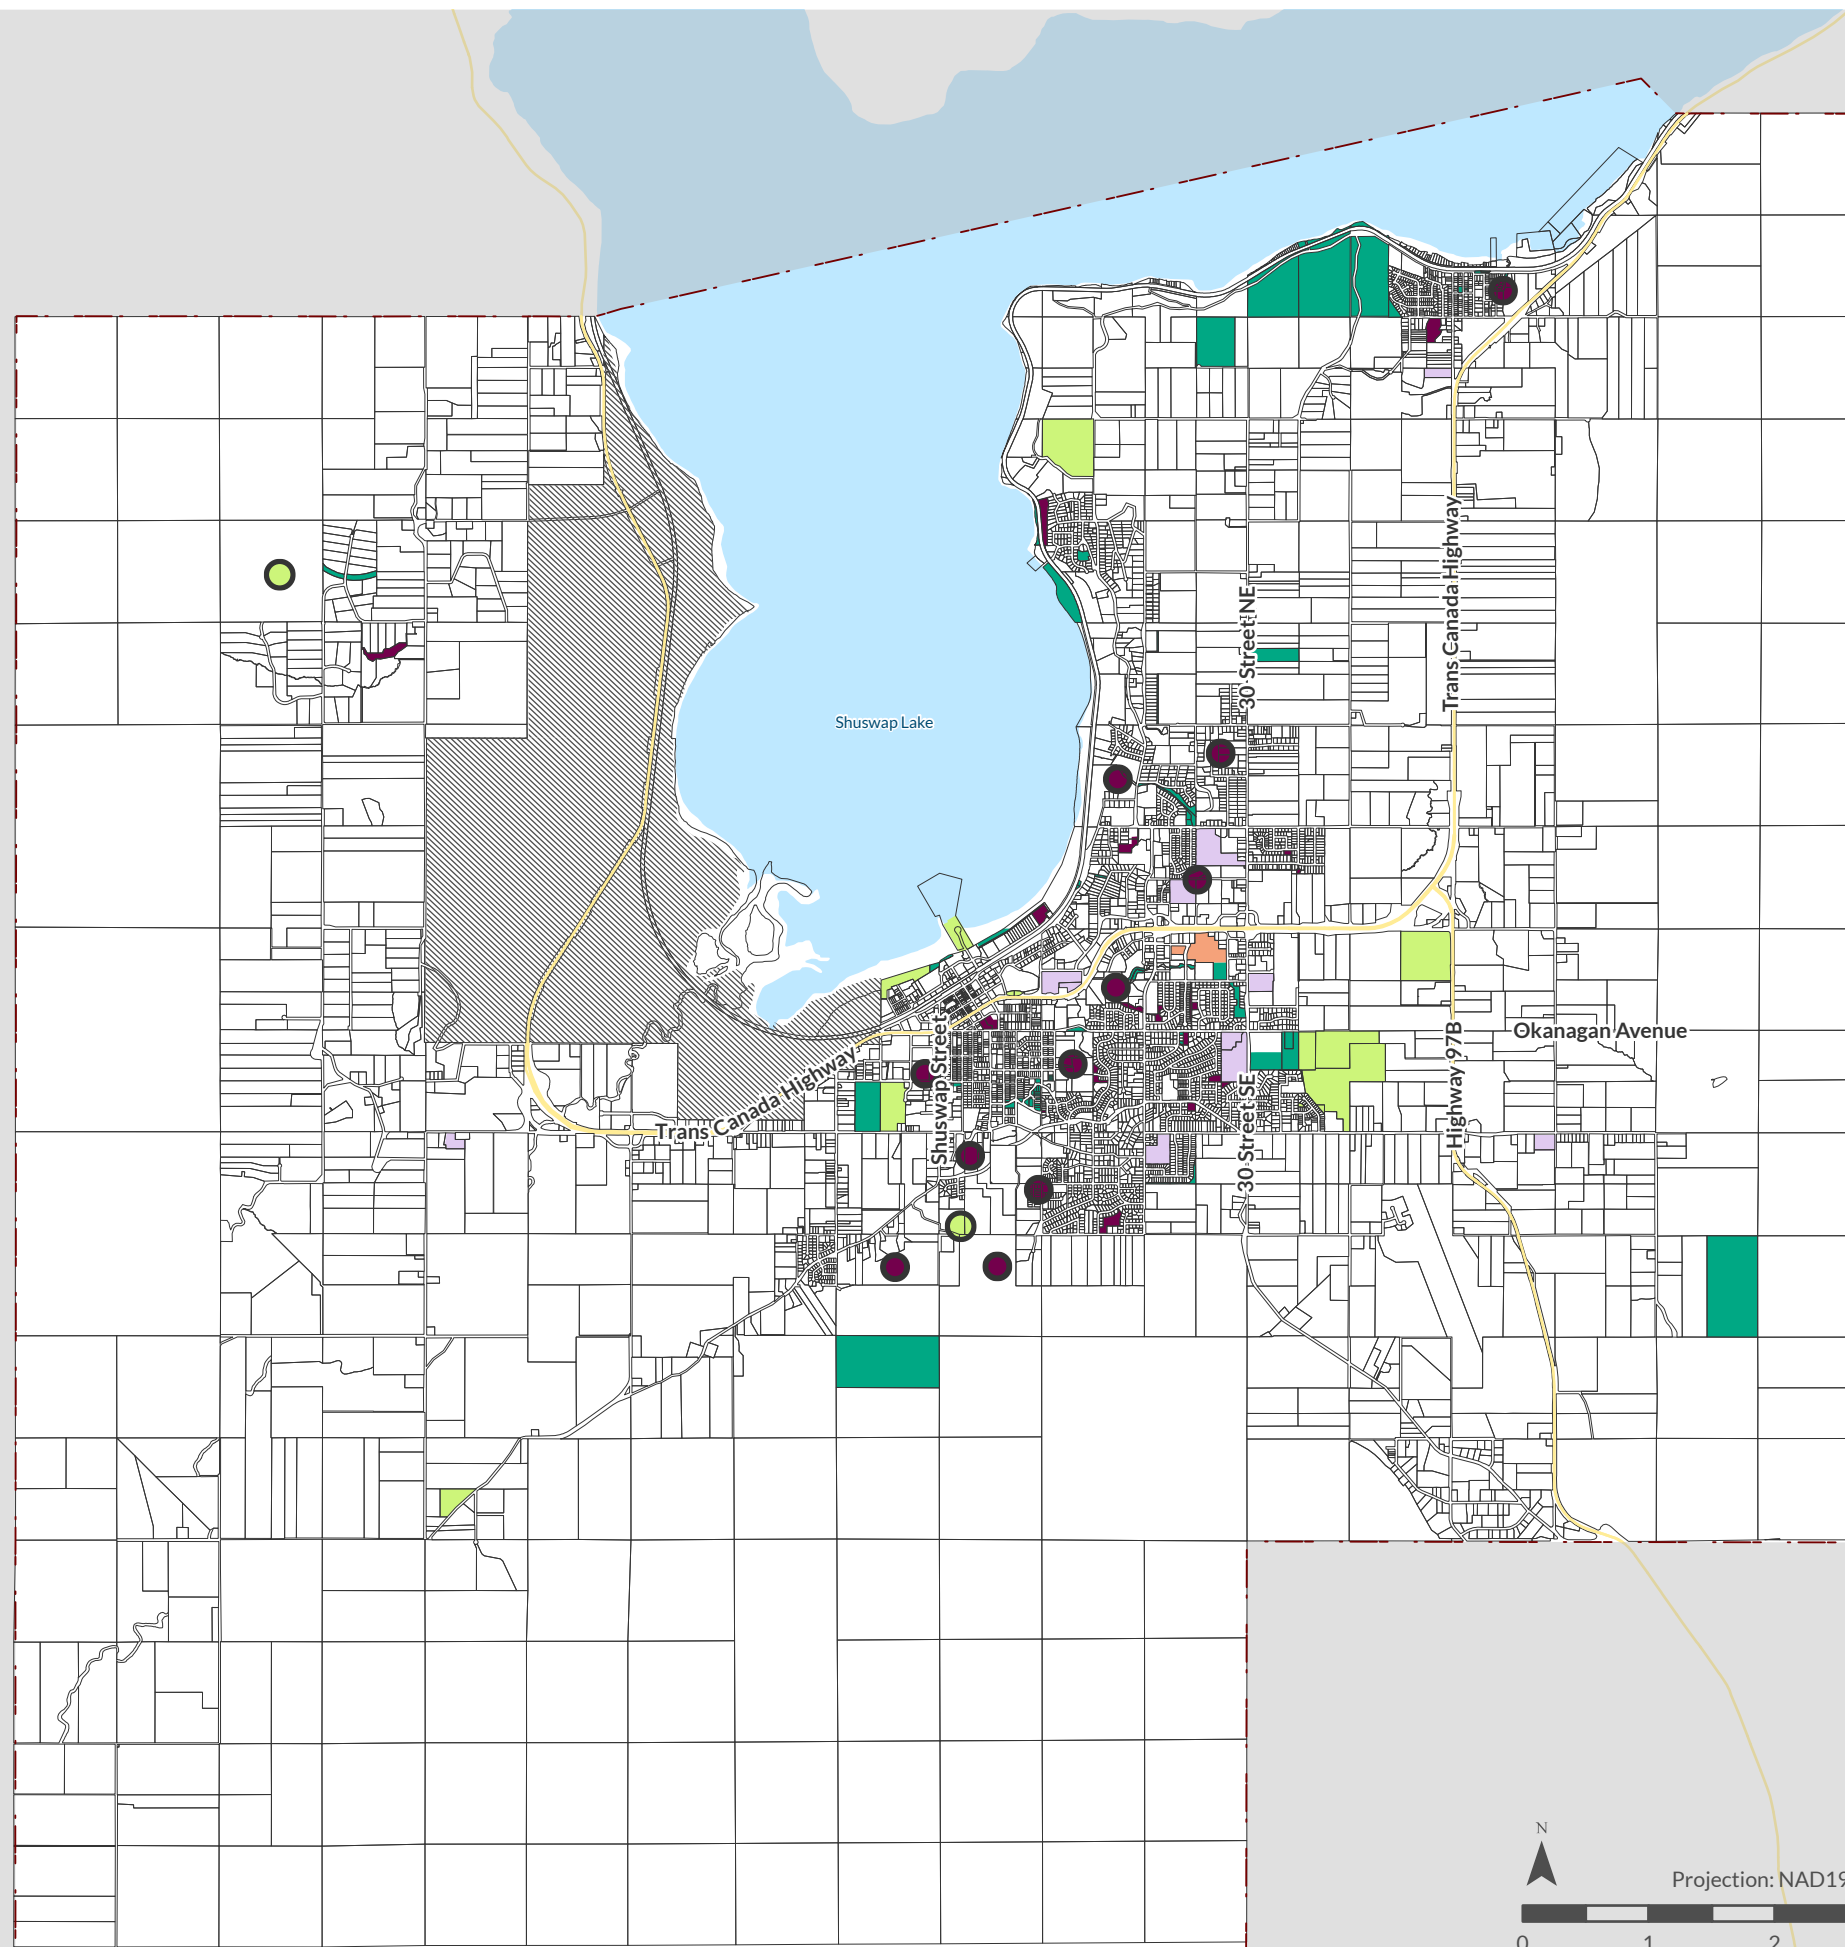 30 Street NE
Trans Canada Highway
Shuswap Lake
Okanagan Avenue
Highway 97B
Shuswap Street
Trans Canada Highway
30 Street SE
N
Projection: NAD19
0 1 2